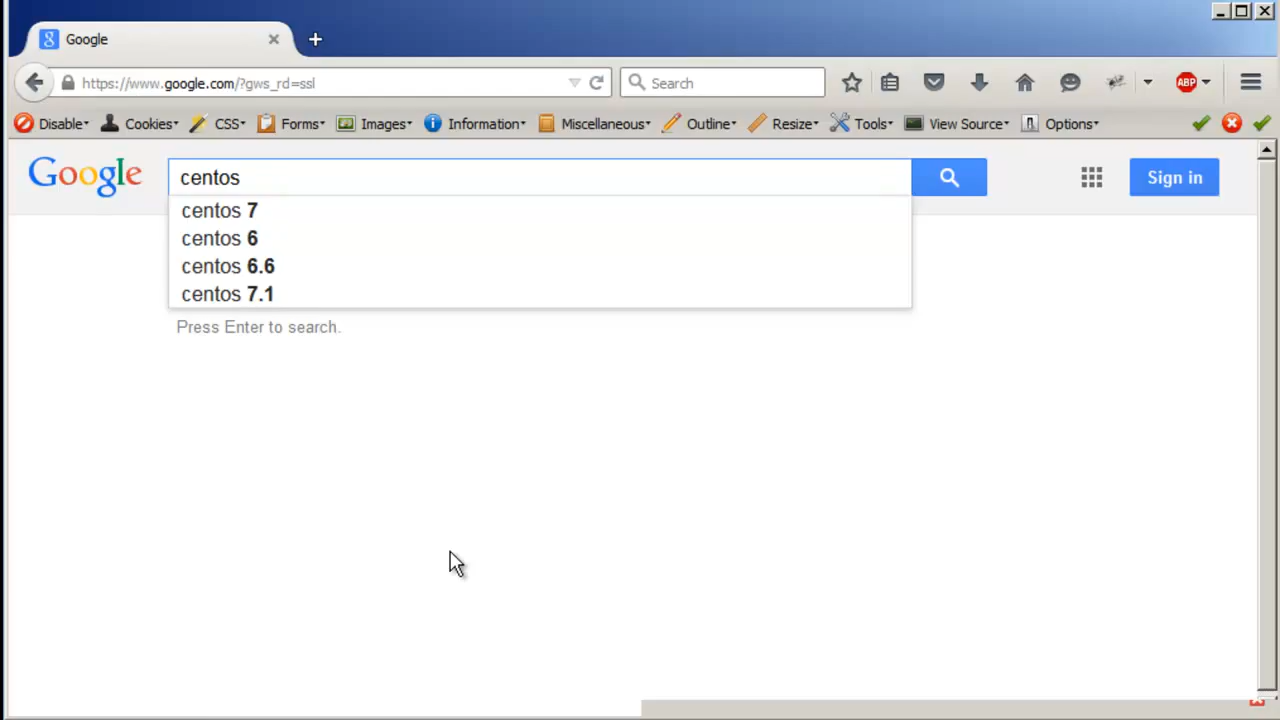 Google
https://www.google.com/?gws_rd=ssl
Search
ABP
Disable
Cookies
CSS
Forms
Images
Information
Miscellaneous
Outline
Resize
Tools
View Source
Options
Google
centos
Sign in
centos 7
centos 6
centos 6.6
centos 7.1
Press Enter to search.